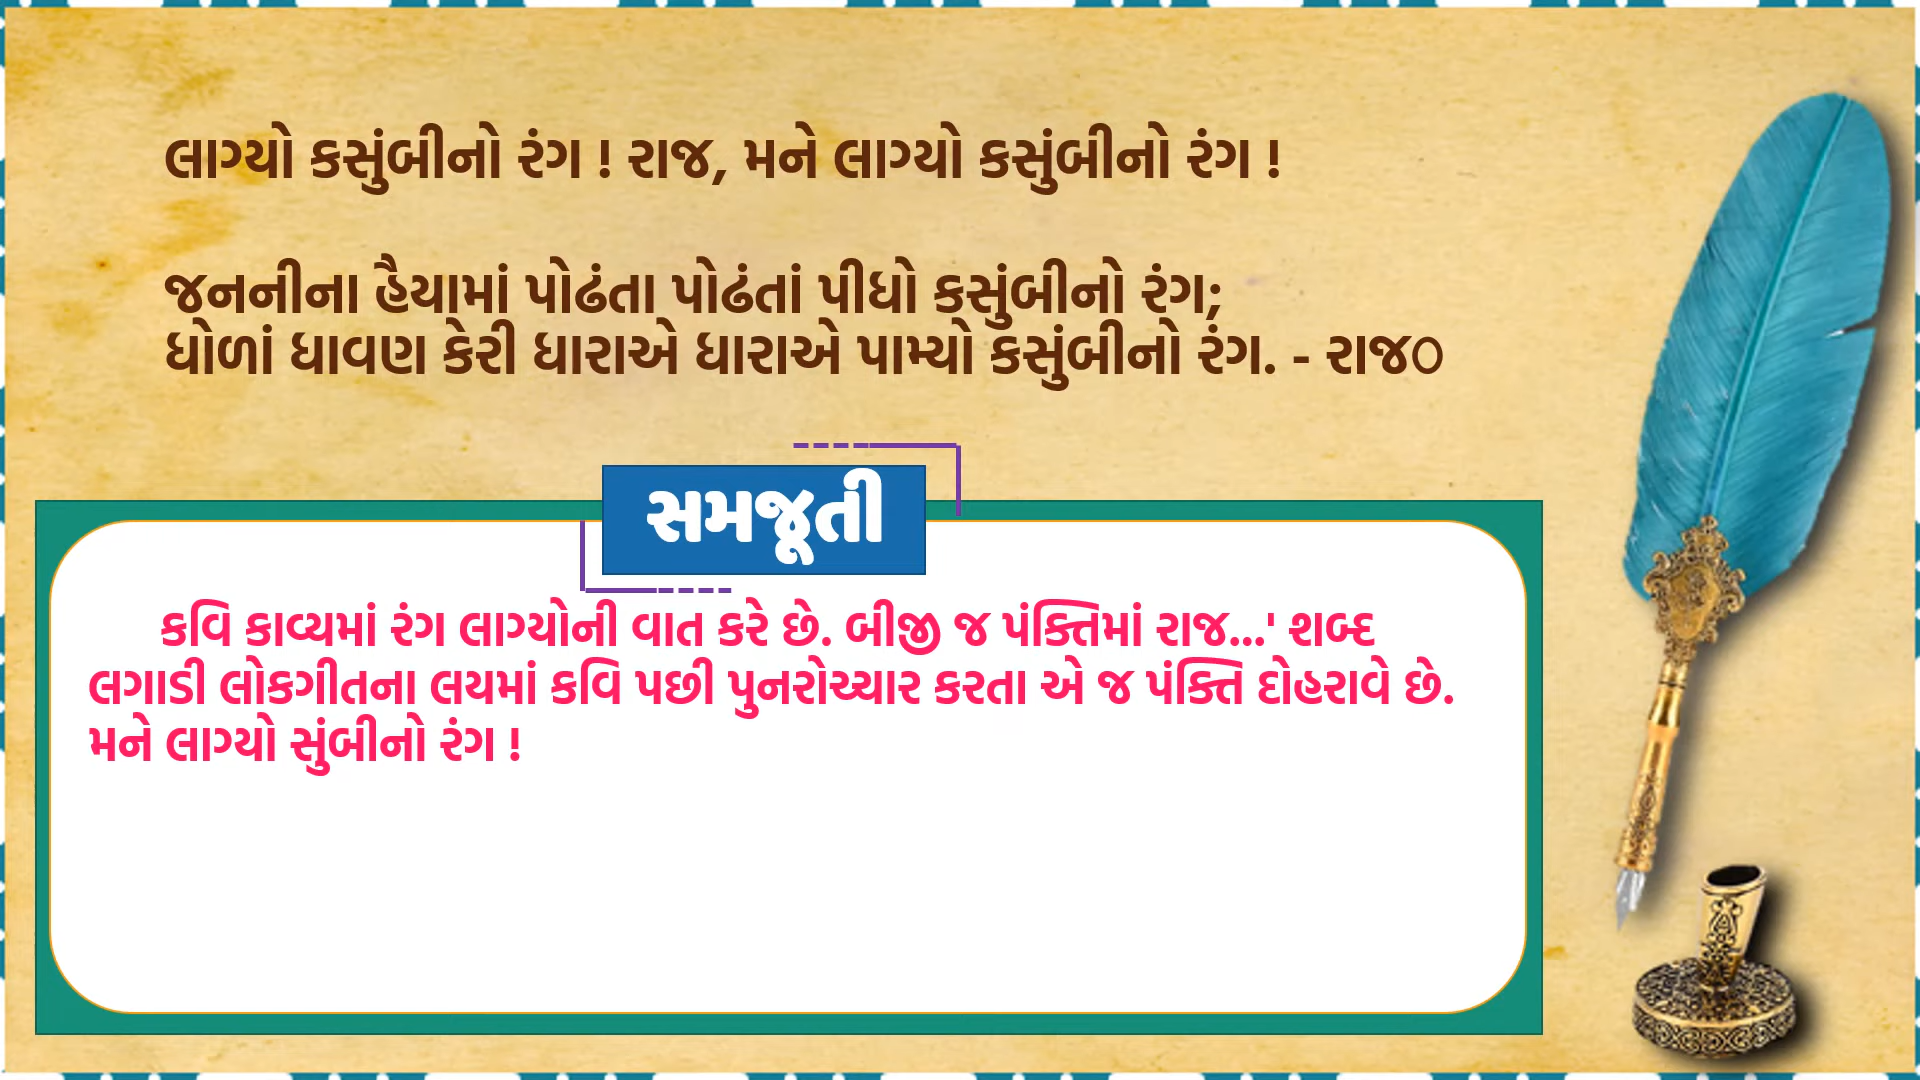 લાગ્યો કસુંબીનો રંગ ! રાજ, મને લાગ્યો કસુંબીનો રંગ !
જનનીના હૈયામાં પોઢંતા પોઢંતાં પીધો કસુંબીનો રંગ;
ધોળાં ધાવણ કેરી ધારાએ ધારાએ પામ્યો કસુંબીનો રંગ. - રાજ૦
સમજૂતી
કવિ કાવ્યમાં રંગ લાગ્યોની વાત કરે છે. બીજી જ પંક્તિમાં રાજ...' શબ્દ
લગાડી લોકગીતના લયમાં કવિ પછી પુનરોચ્ચાર કરતા એ જ પંક્તિ દોહરાવે છે.
મને લાગ્યો સુંબીનો રંગ !